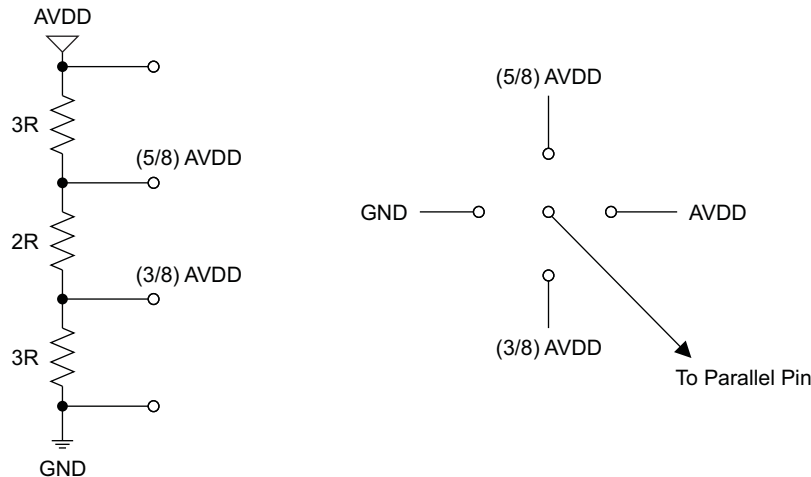 AVDD
3R
(5/8) AVDD
2R
(3/8) AVDD
3R
GND
(5/8) AVDD
GND
AVDD
(3/8) AVDD
To Parallel Pin